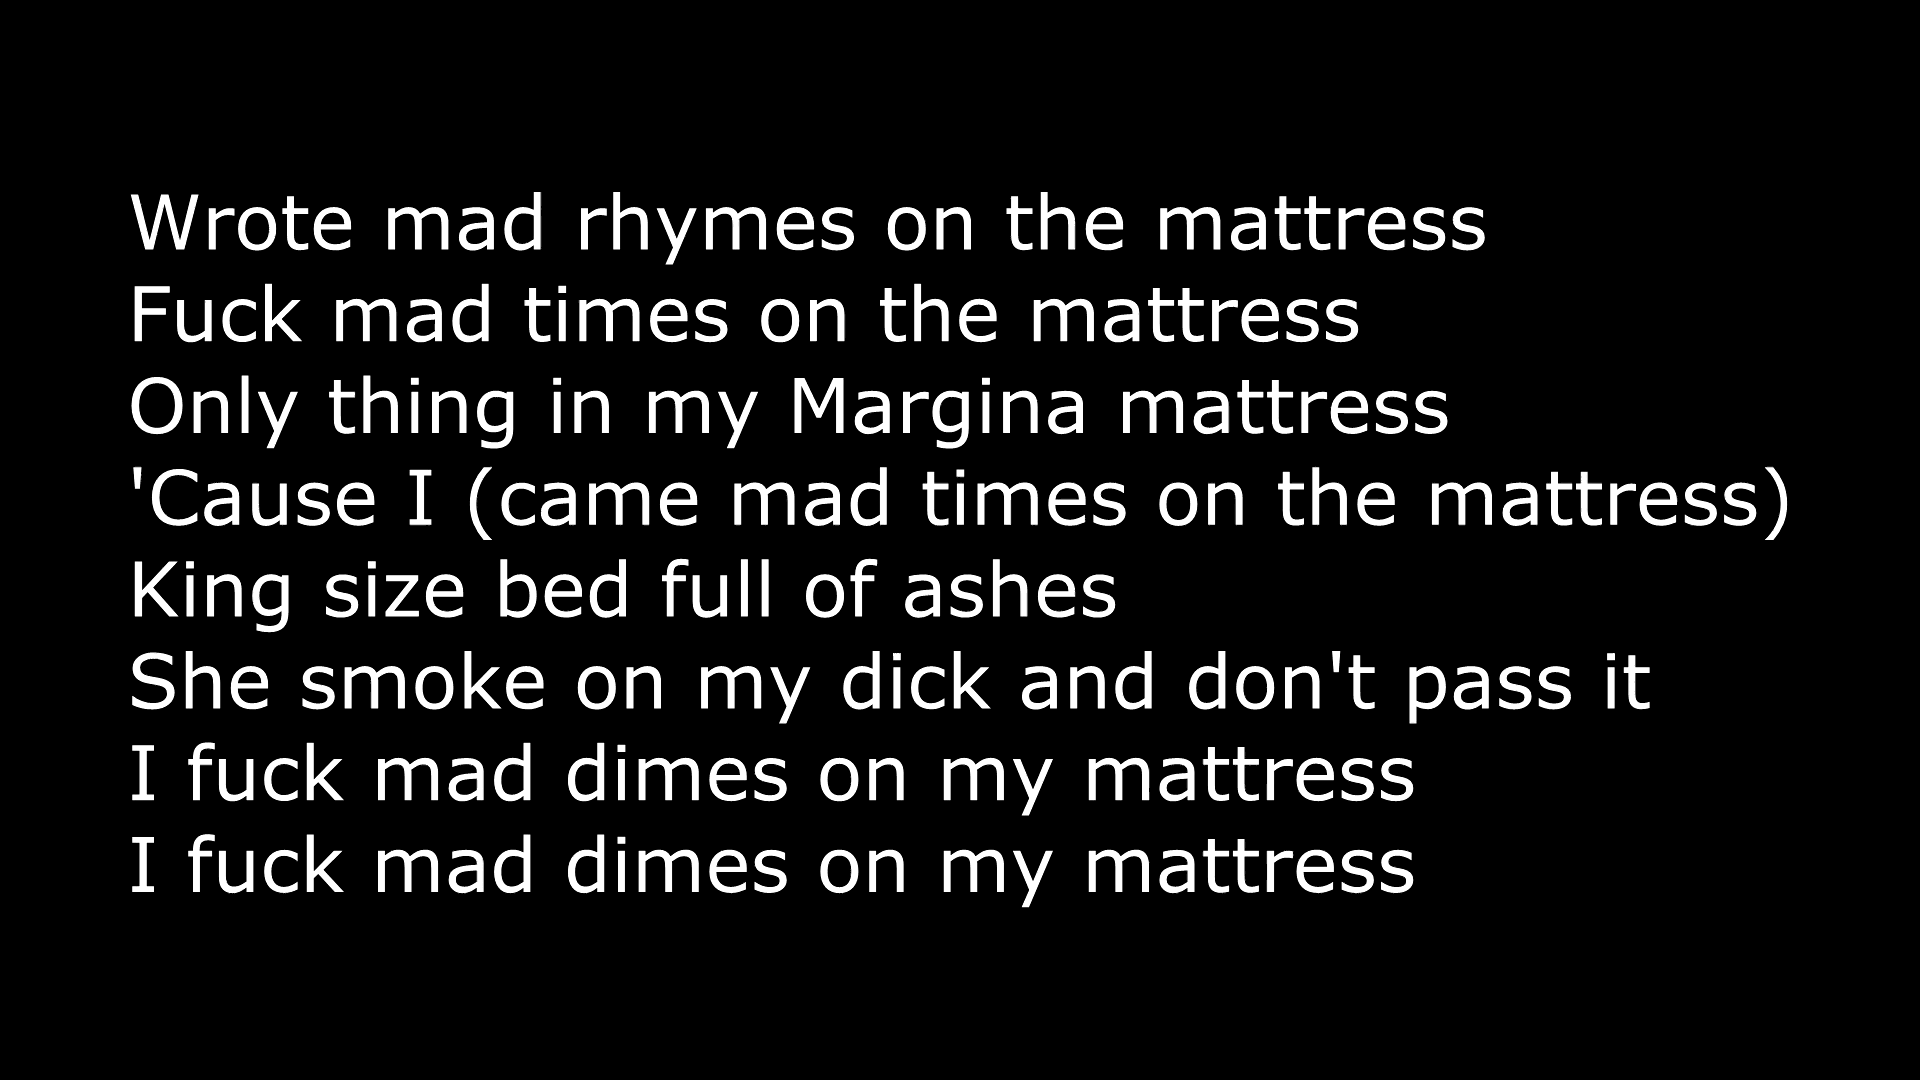 Wrote mad rhymes on the mattress
Fuck mad times on the mattress
Only thing in my Margina mattress
'Cause I (came mad times on the mattress)
King size bed full of ashes
She smoke on my dick and don't pass it
I fuck mad dimes on my mattress
I fuck mad dimes on my mattress